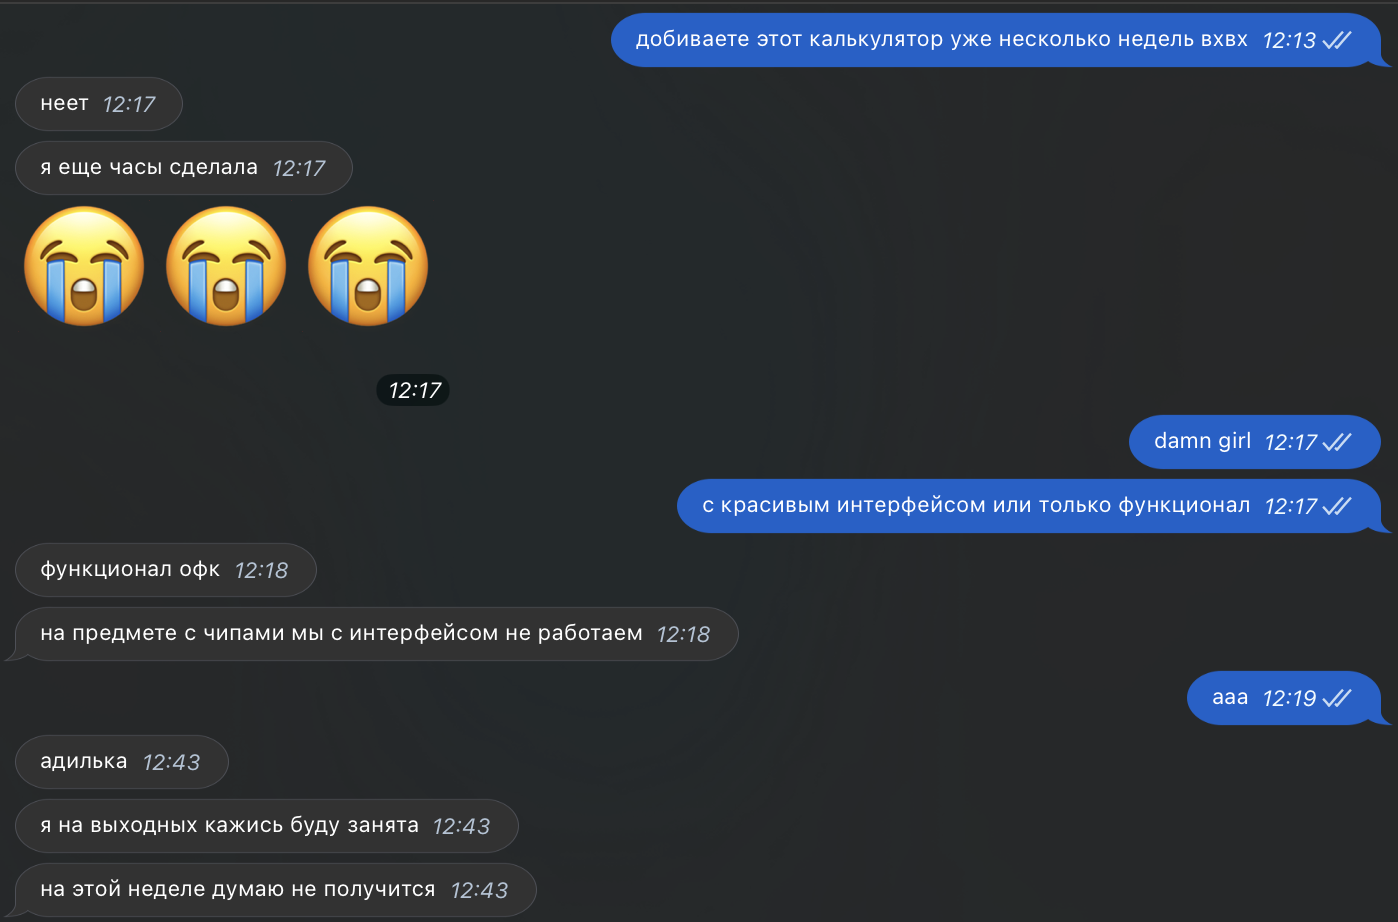 добиваете этот калькулятор уже несколько недель вхвх 12:13
неет 12:17
я еще часы сделала 12:17
12:17
damn girl 12:17
с красивым интерфейсом или только функционал 12:17
функционал офк 12:18
на предмете с чипами мы с интерфейсом не работаем 12:18
ааа 12:19
адилька 12:43
я на выходных кажись буду занята 12:43
на этой неделе думаю не получится 12:43